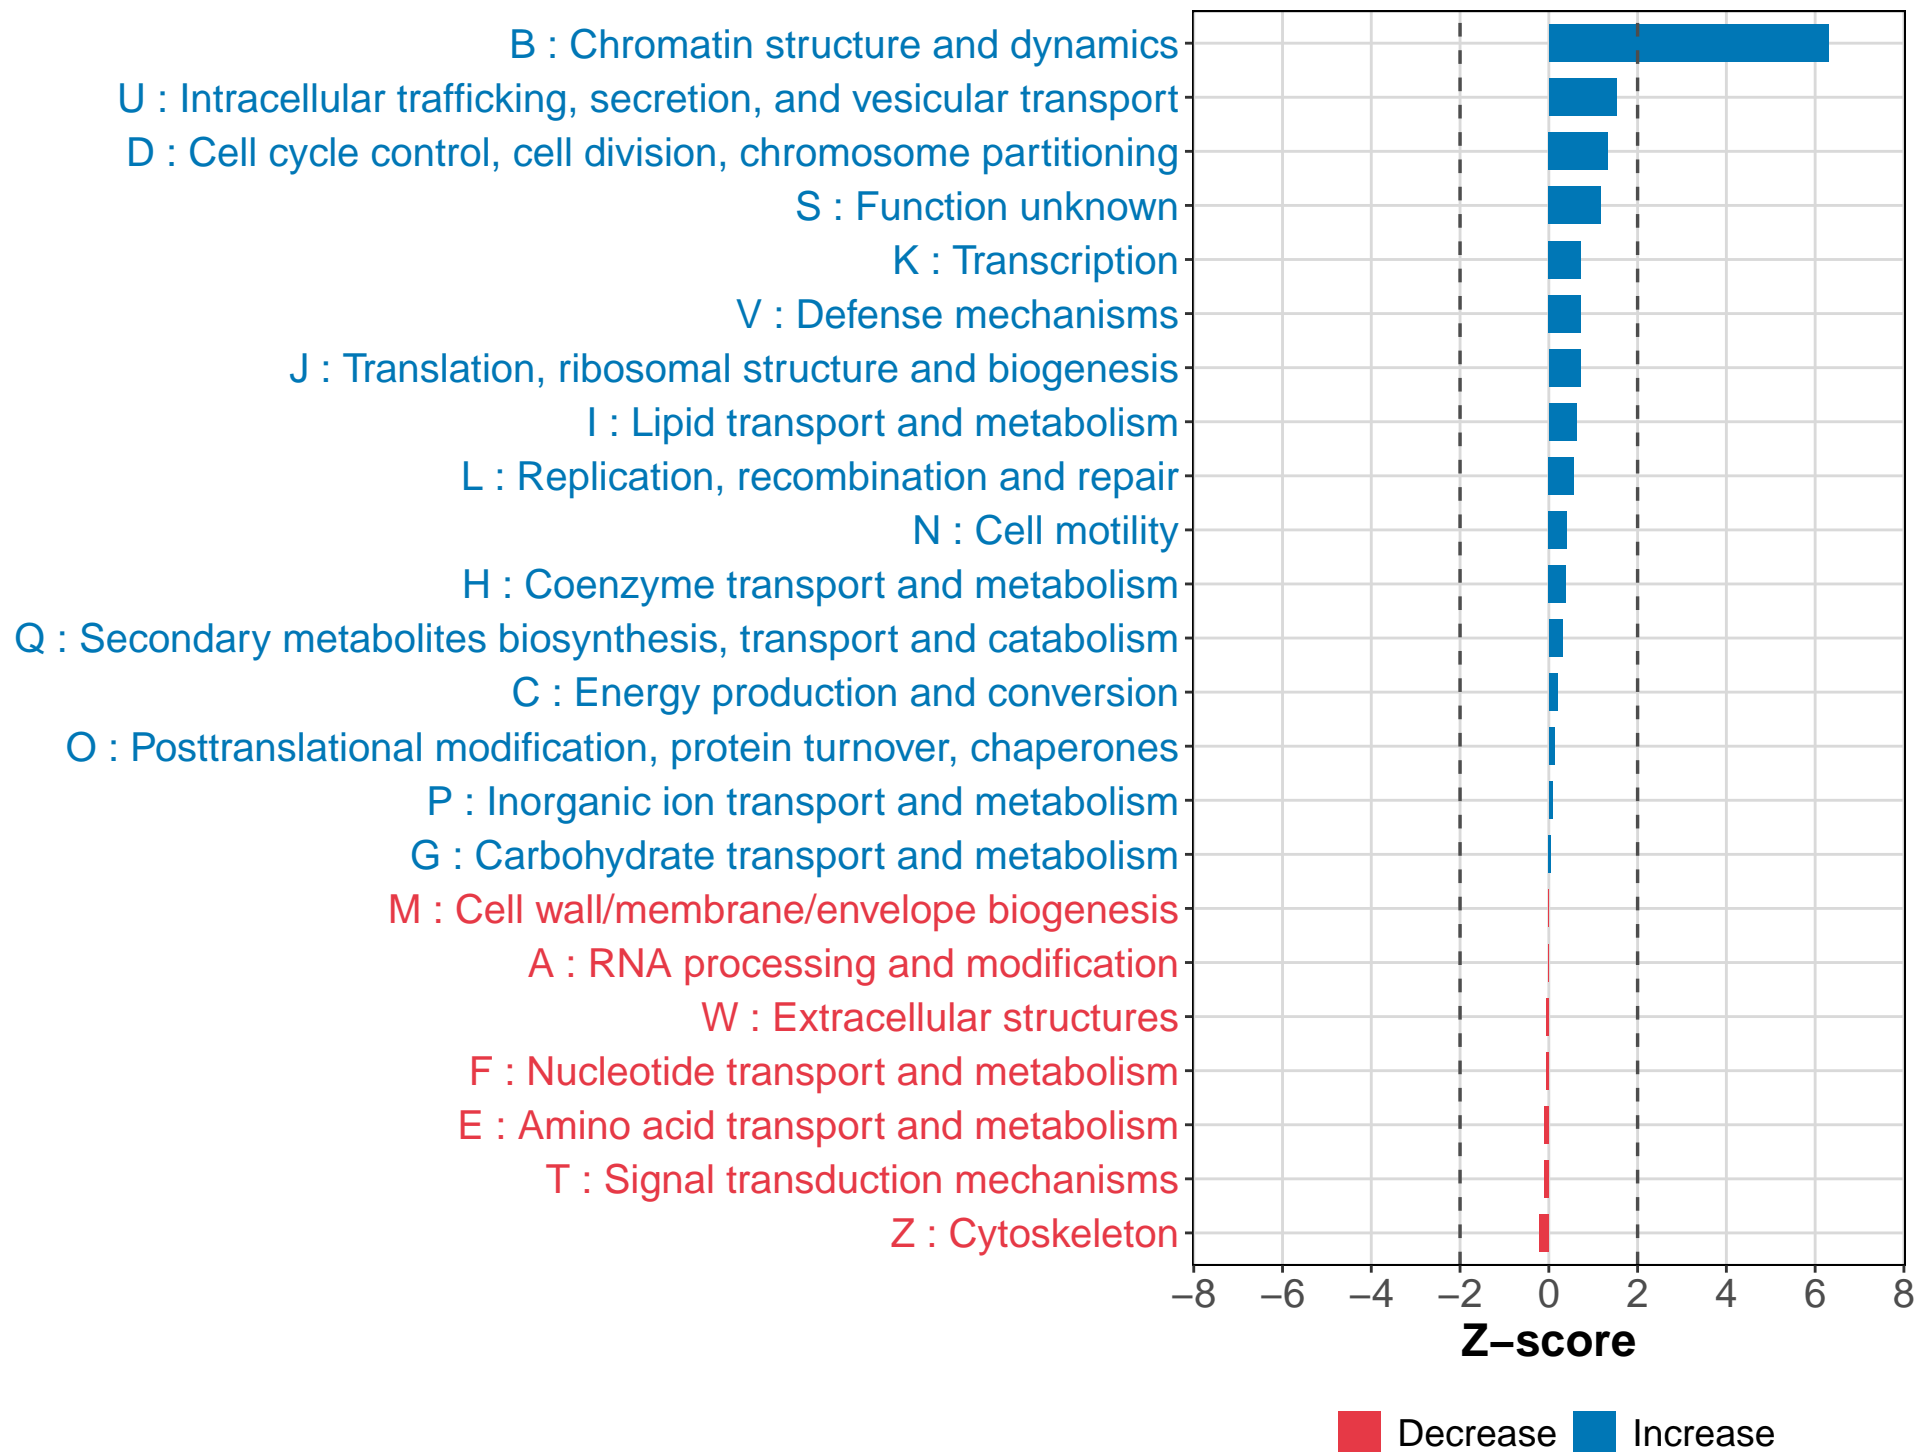 B : Chromatin structure and dynamics
U : Intracellular trafficking, secretion, and vesicular transport
D : Cell cycle control, cell division, chromosome partitioning
S : Function unknown
K : Transcription
V : Defense mechanisms
J : Translation, ribosomal structure and biogenesis
I : Lipid transport and metabolism
L : Replication, recombination and repair
N : Cell motility
H : Coenzyme transport and metabolism
Q : Secondary metabolites biosynthesis, transport and catabolism
C : Energy production and conversion
O : Posttranslational modification, protein turnover, chaperones
P : Inorganic ion transport and metabolism
G : Carbohydrate transport and metabolism
M : Cell wall/membrane/envelope biogenesis
A : RNA processing and modification
W : Extracellular structures
F : Nucleotide transport and metabolism
E : Amino acid transport and metabolism
T : Signal transduction mechanisms
Z : Cytoskeleton
−8 −6 −4 −2 0 2 4 6 8
Z−score
Decrease Increase